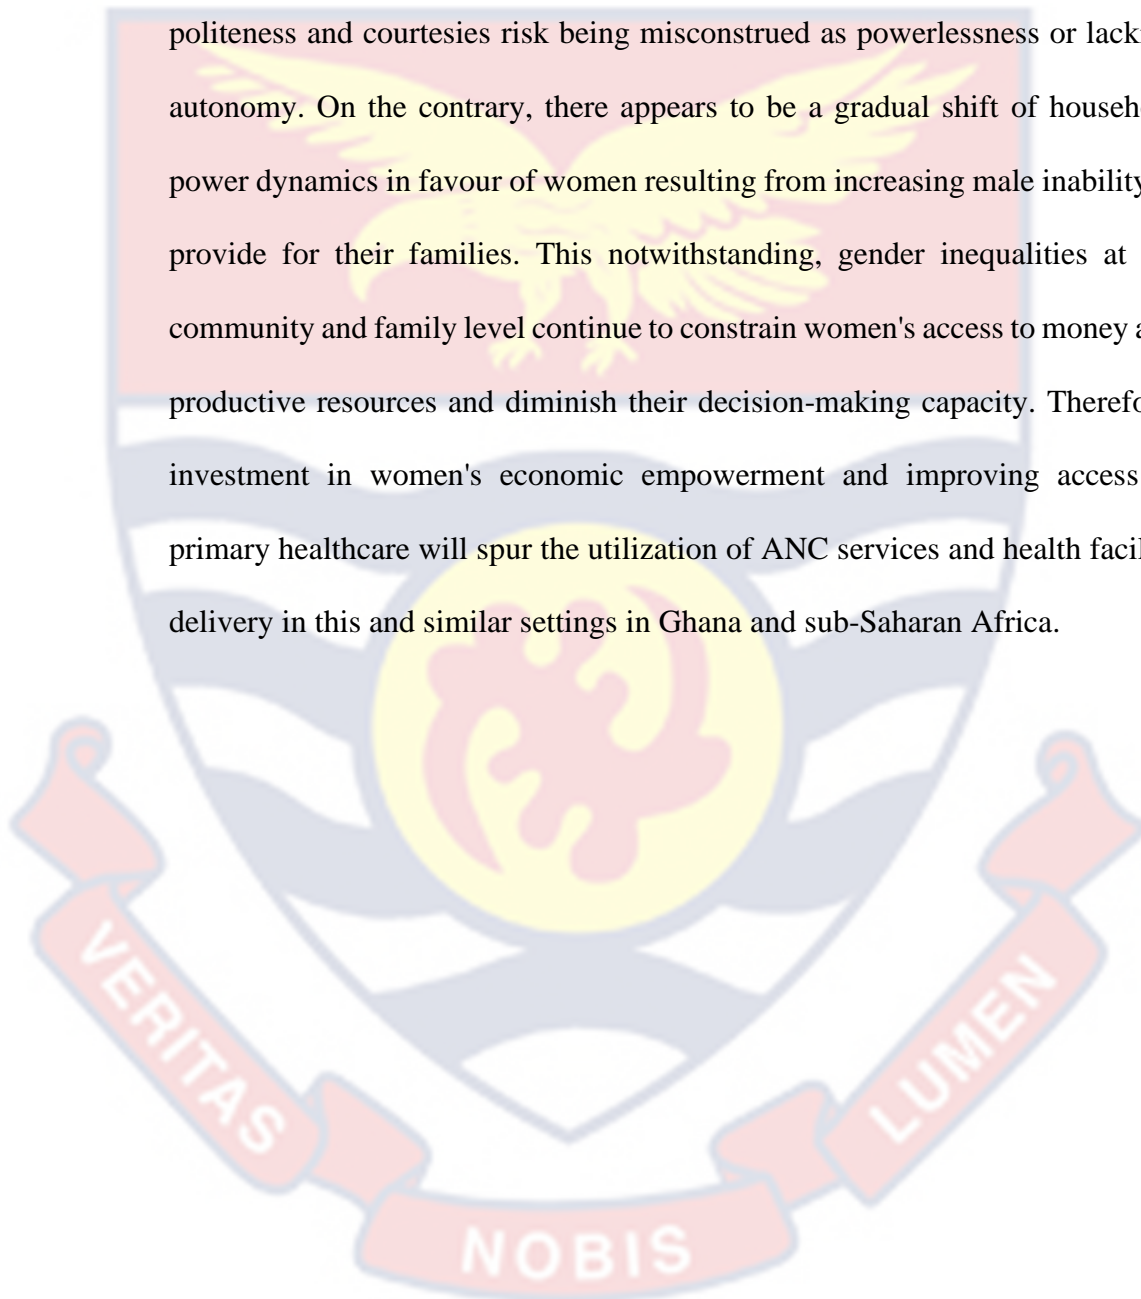 politeness and courtesies risk being misconstrued as powerlessness or lack
autonomy. On the contrary, there appears to be a gradual shift of househ
power dynamics in favour of women resulting from increasing male inability
provide for their families. This notwithstanding, gender inequalities at
community and family level continue to constrain women's access to money a
productive resources and diminish their decision-making capacity. Therefo
investment in women's economic empowerment and improving access
primary healthcare will spur the utilization of ANC services and health facil
delivery in this and similar settings in Ghana and sub-Saharan Africa.
VERITAS
NOBIS
LUMEN